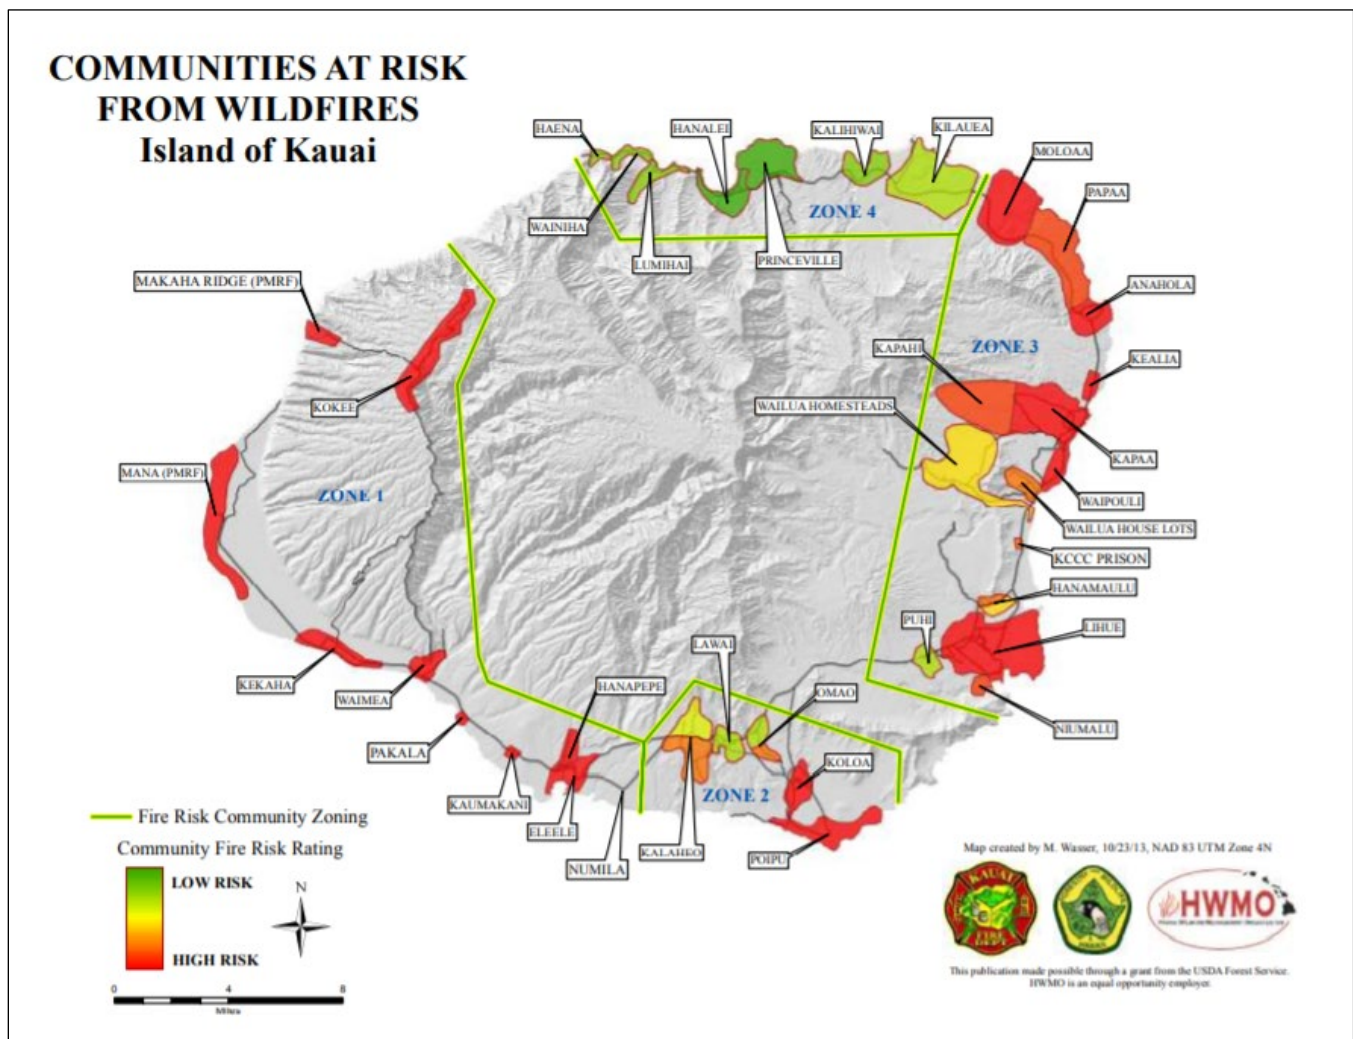 COMMUNITIES AT RISK
FROM WILDFIRES
Island of Kauai
HAENA
HANALEI
KALIHIWAI
KILAUEA
MOLOAA
PAPAA
WAINIHA
LUMIHAI
PRINCEVILLE
ZONE 4
MAKAHA RIDGE (PMRF)
ANAHOLA
ZONE 3
KAPAHI
KEALIA
KOKEE
WAILUA HOMESTEADS
KAPAA
MANA (PMRF)
ZONE 1
WAIPOULI
WAILUA HOUSE LOTS
KCCC PRISON
HANAMAULU
PUHI
LIHUE
LAWAI
KEKAHA
WAIMEA
HANAPEPE
OMAO
NIUMALU
PAKALA
KOLOA
KAUMAKANI
ZONE 2
ELEELE
NUMILA
KALAHEO
POIPU
Fire Risk Community Zoning
Community Fire Risk Rating
LOW RISK
HIGH RISK
N
0 4 8
Miles
Map created by M. Wasser, 10/23/13, NAD 83 UTM Zone 4N
KAUAI
FIRE
HWMO
This publication made possible through a grant from the USDA Forest Service.
HWMO is an equal opportunity employer.